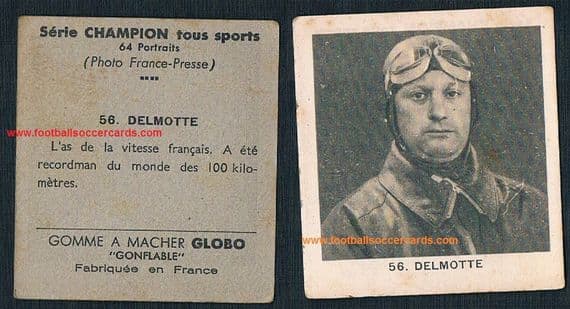 Série CHAMPION tous sports
64 Portraits
(Photo France-Presse)
56. DELMOTTE
www.footballsoccercards.com
L'as de la vitesse français. A été
recordman du monde des 100 kilo-
mètres.
GOMME A MACHER GLOBO
"GONFLABLE"
Fabriquée en France
www.footballsoccercards.com
56. DELMOTTE